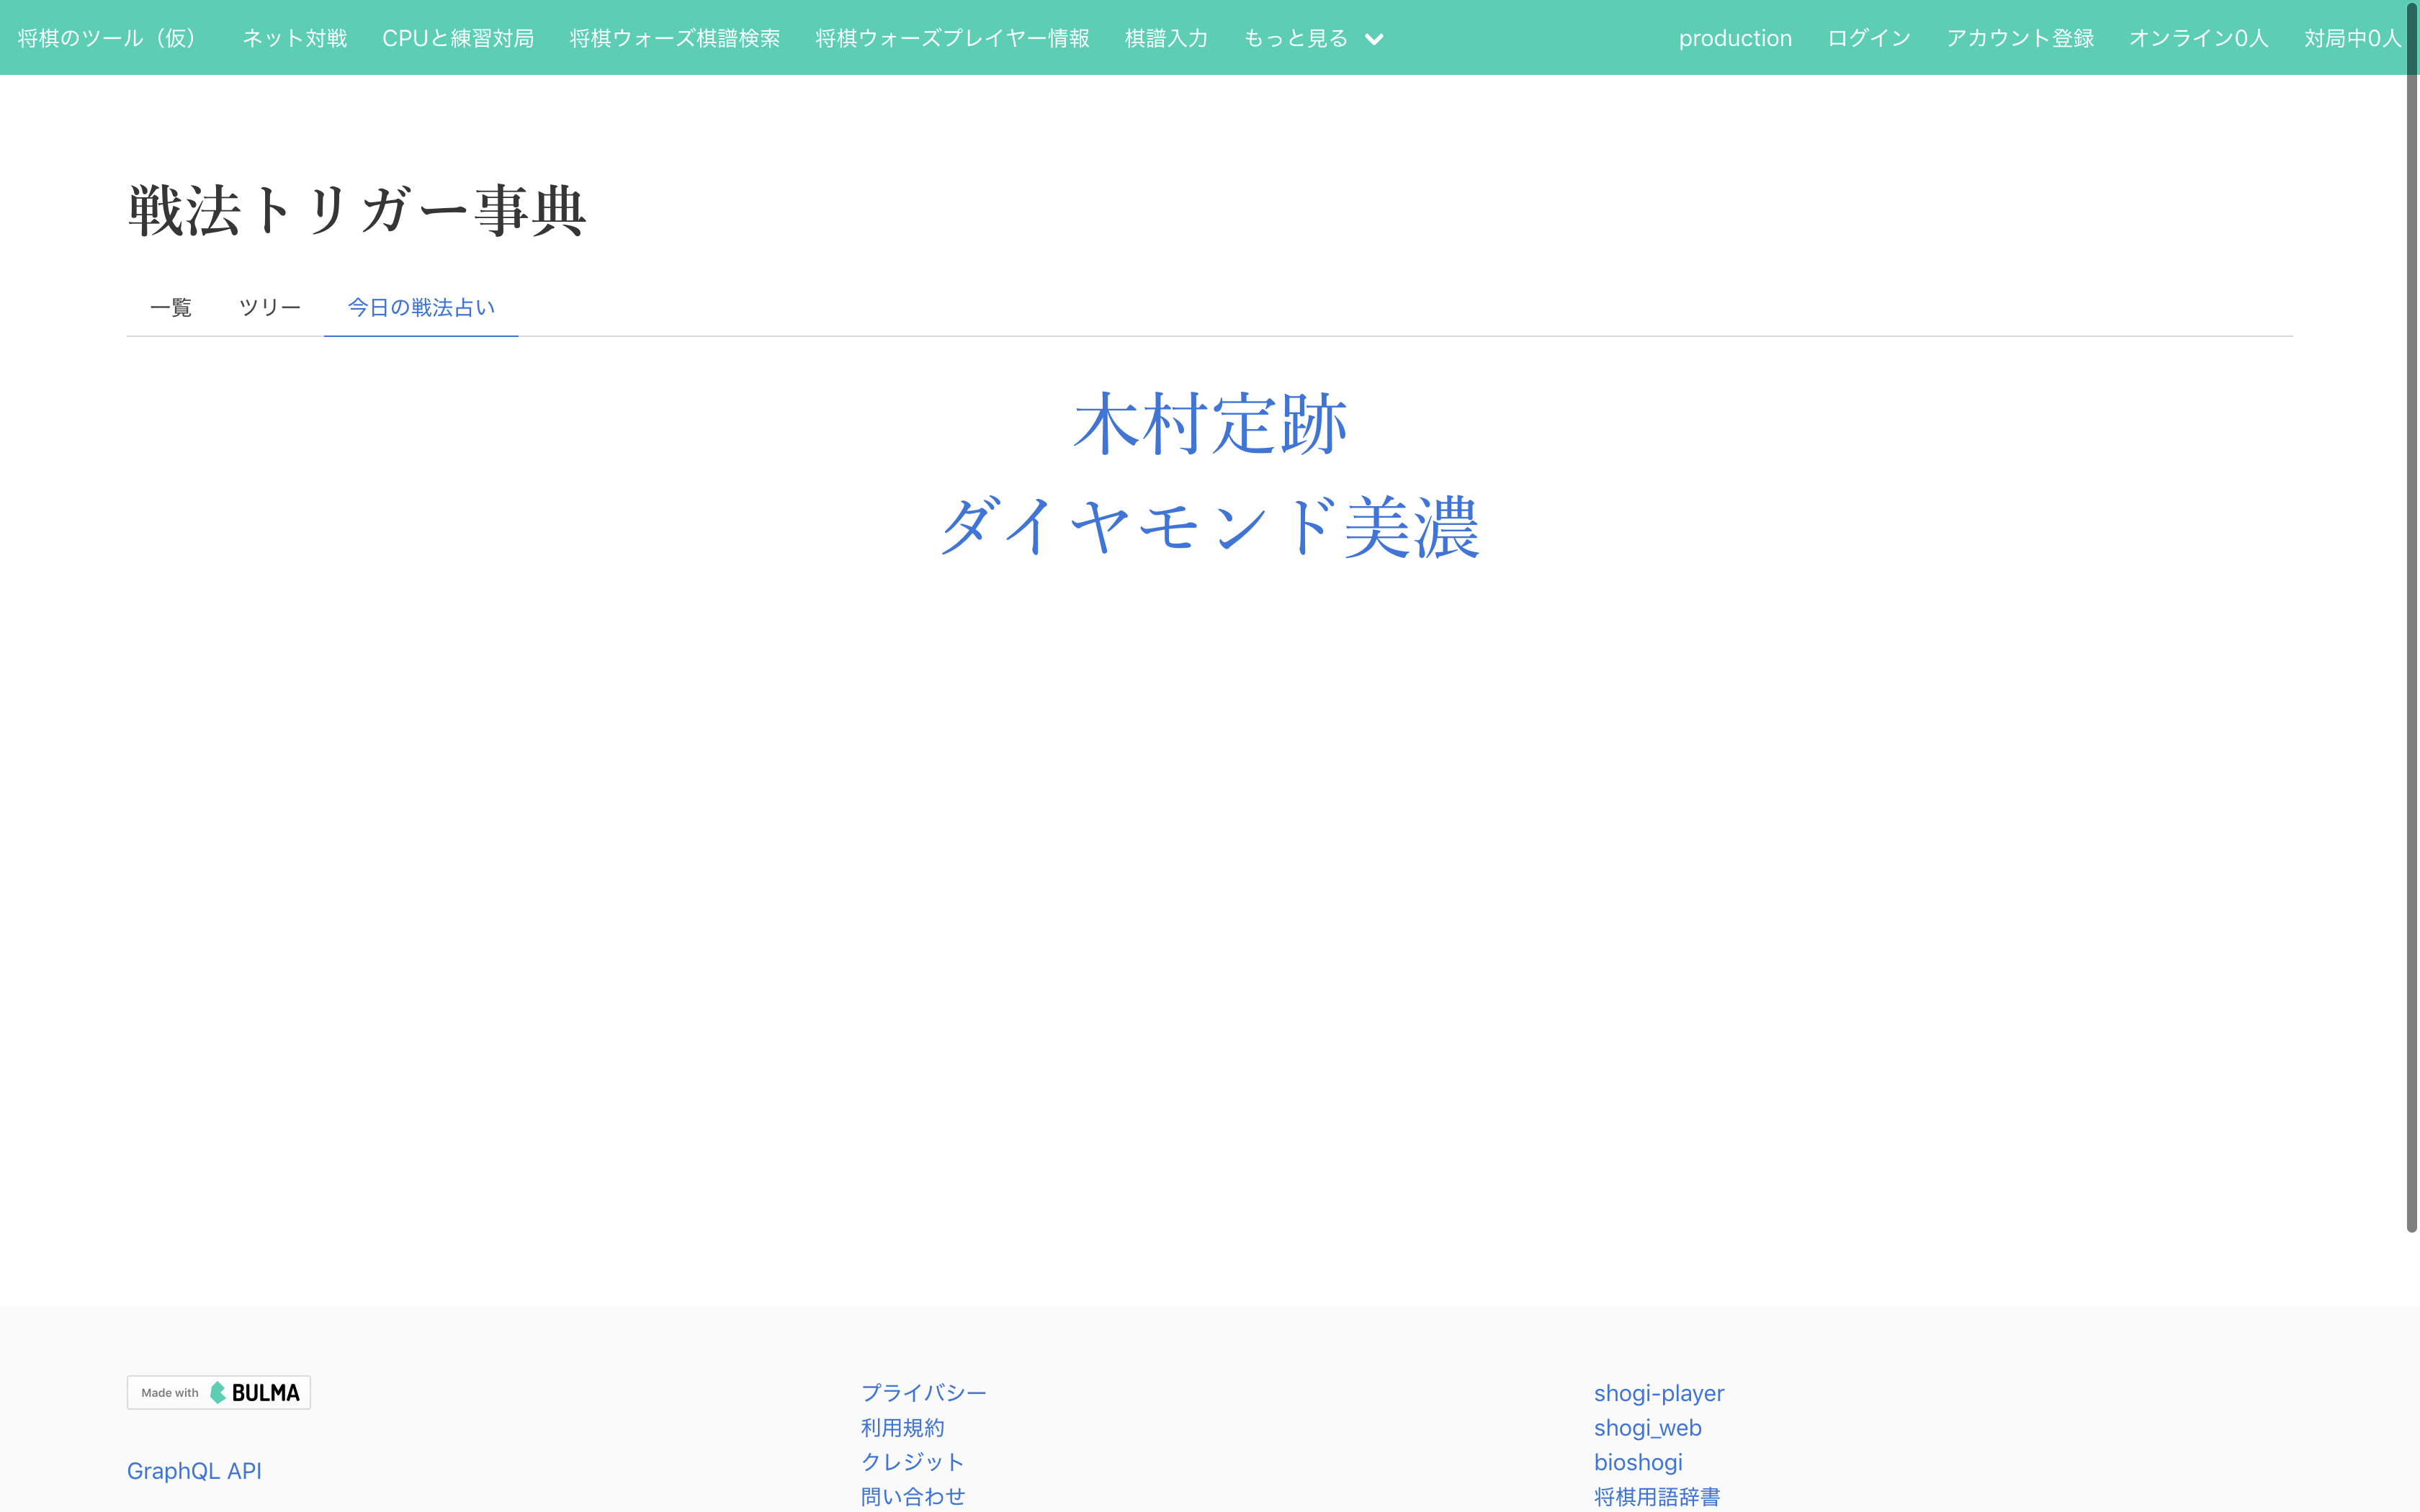 将棋のツール（仮） ネット対戦 CPUと練習対局 将棋ウォーズ棋譜検索 将棋ウォーズプレイヤー情報 棋譜入力 もっと見る production ログイン アカウント登録 オンライン0人 対局中0人
戦法トリガー事典
一覧 ツリー 今日の戦法占い
木村定跡
ダイヤモンド美濃
Made with BULMA
GraphQL API
プライバシー
利用規約
クレジット
問い合わせ
shogi-player
shogi_web
bioshogi
将棋用語辞書